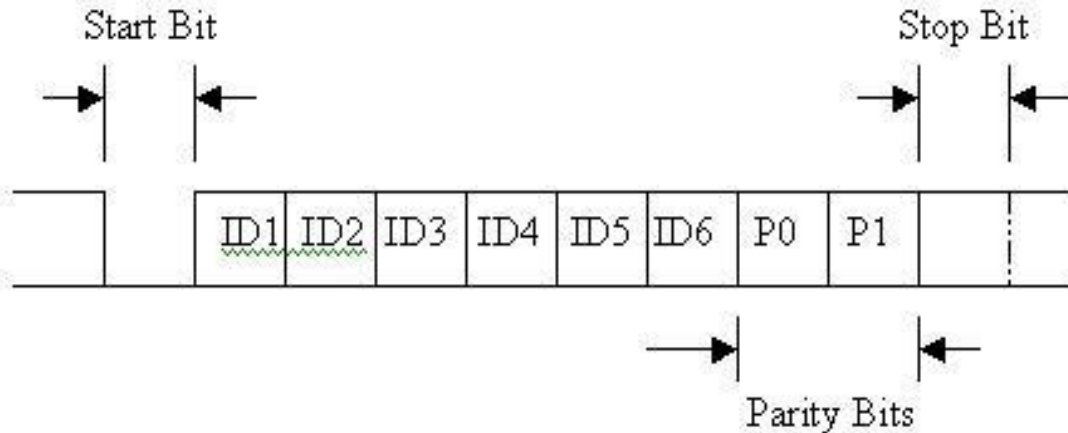 Start Bit Stop Bit
ID1 ID2 ID3 ID4 ID5 ID6 P0 P1
Parity Bits